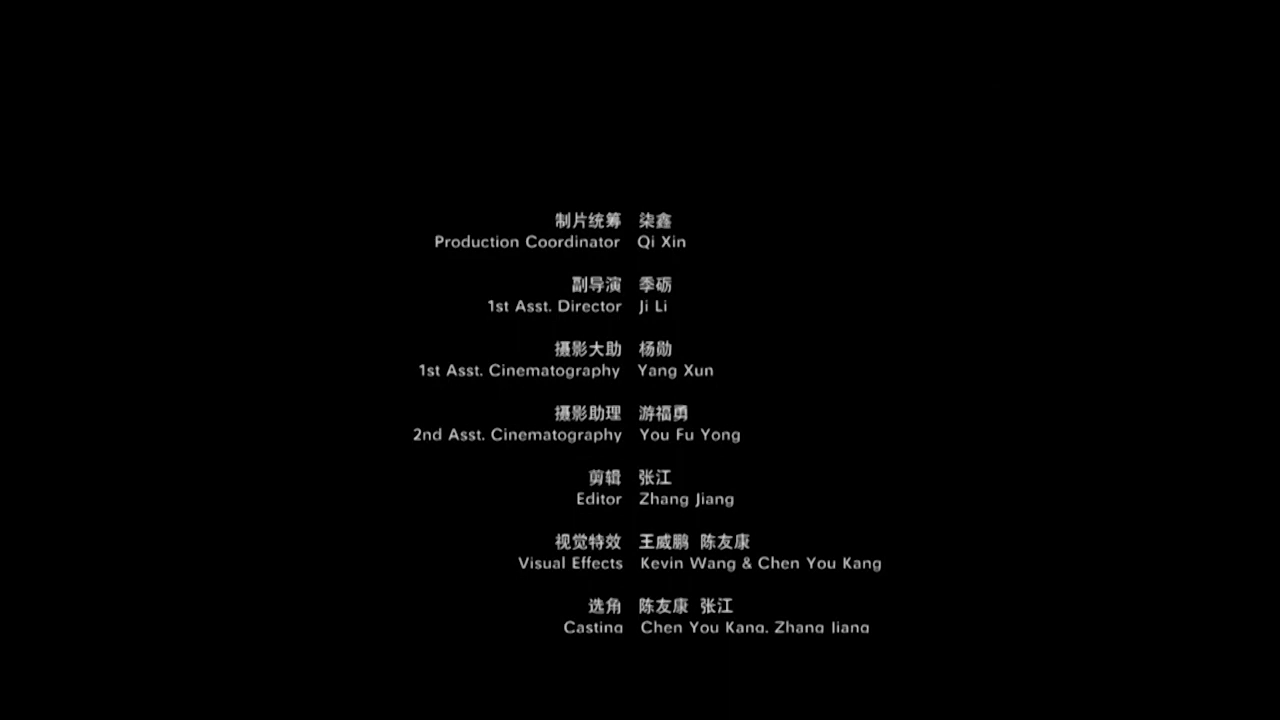 制片统筹 柒鑫
Production Coordinator Qi Xin
副导演 季砺
1st Asst. Director Ji Li
摄影大助 杨勋
1st Asst. Cinematography Yang Xun
摄影助理 游福勇
2nd Asst. Cinematography You Fu Yong
剪辑 张江
Editor Zhang Jiang
视觉特效 王威鹏 陈友康
Visual Effects Kevin Wang & Chen You Kang
选角 陈友康 张江
Casting Chen You Kang, Zhang Jiang